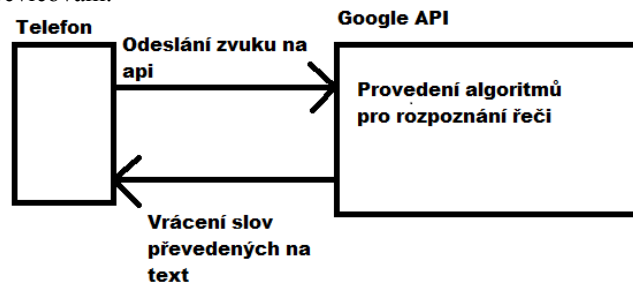 Telefon
Odeslání zvuku na
api
Google API
Provedení algoritmů
pro rozpoznání řeči
Vrácení slov
převedených na
text